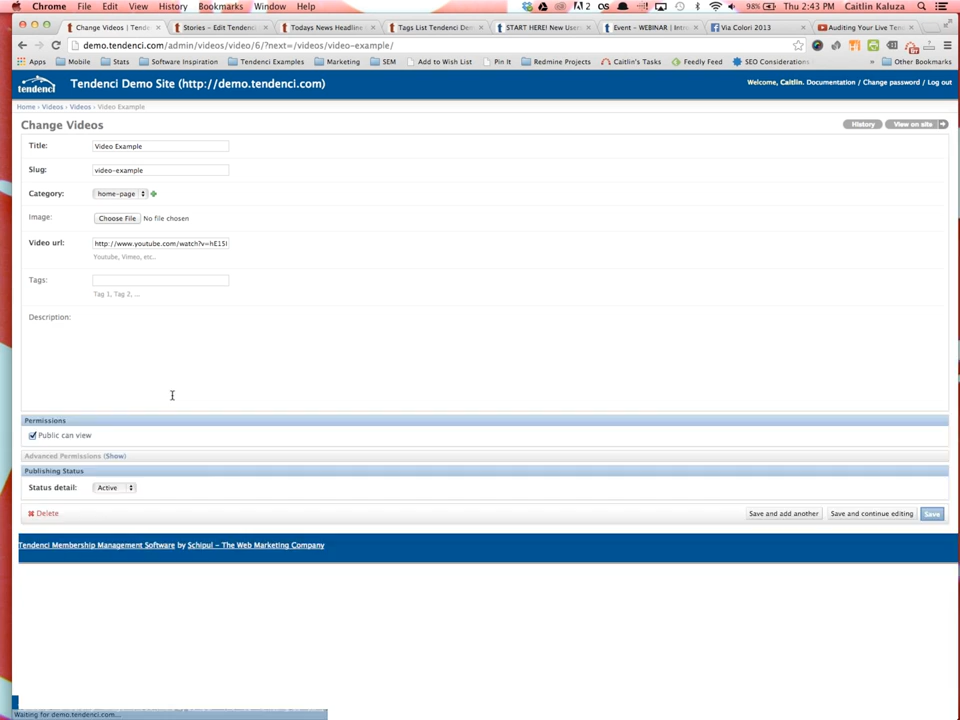 Chrome File Edit View History Bookmarks Window Help 2 OS 98% Thu 2:43 PM Caitlin Kaluza
Change Videos | Tende Stories – Edit Tendenci Todays News Headline Tags List Tendenci De START HERE! New User Event – WEBINAR | Intro Via Colori 2013 Auditing Your Live Ten
demo.tendenci.com/admin/videos/video/6/?next=/videos/video-example/
Apps Mobile Stats Software Inspiration Tendenci Examples Marketing SEM Add to Wish List Pin It Redmine Projects Caitlin's Tasks Feedly Feed SEO Considerations » Other Bookmarks
tendenci Tendenci Demo Site (http://demo.tendenci.com) Welcome, Caitlin. Documentation / Change password / Log out
Home › Videos › Videos › Video Example
Change Videos History View on site
Title: Video Example
Slug: video-example
Category: home-page
Image: Choose File No file chosen
Video url: http://www.youtube.com/watch?v=hE15I
Youtube, Vimeo, etc..
Tags:
Tag 1, Tag 2, ...
Description:
Permissions
Public can view
Advanced Permissions (Show)
Publishing Status
Status detail: Active
Delete Save and add another Save and continue editing Save
Tendenci Membership Management Software by Schipul – The Web Marketing Company
Waiting for demo.tendenci.com...